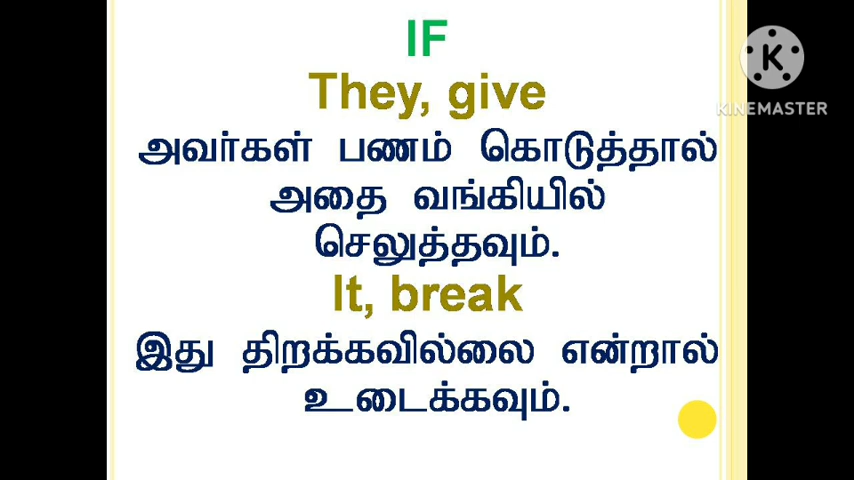 IF
They, give
அவர்கள் பணம் கொடுத்தால்
அதை வங்கியில்
செலுத்தவும்.
It, break
இது திறக்கவில்லை என்றால்
உடைக்கவும்.
K
KINEMASTER